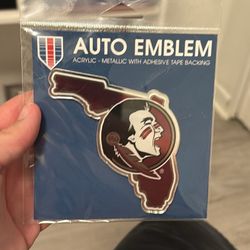 AUTO EMBLEM
ACRYLIC - METALLIC WITH ADHESIVE TAPE BACKING